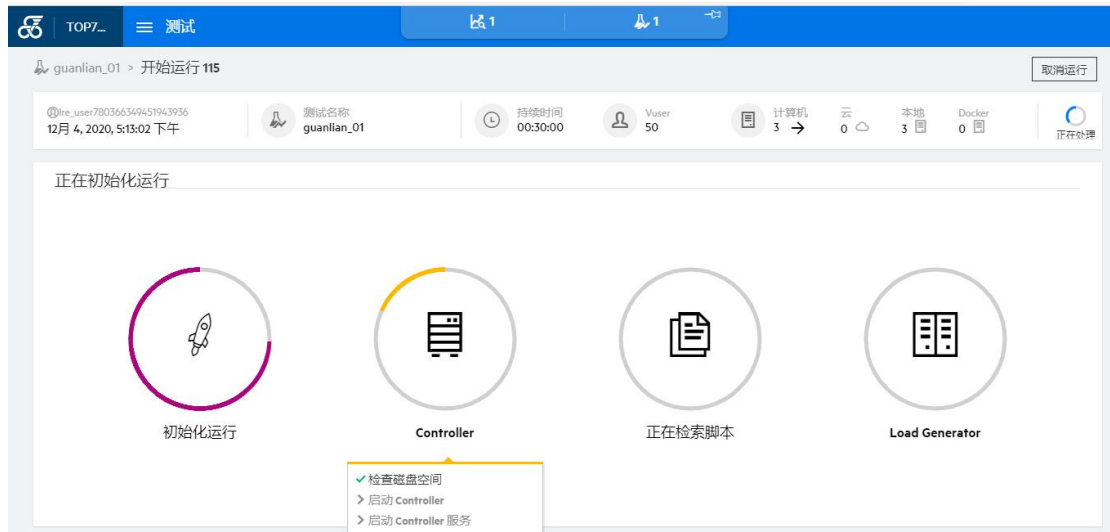 TOP7... 测试 1 1
guanlian_01 > 开始运行 115 取消运行
lre_user780366349451943936 测试名称 持续时间 Vuser 计算机 云 本地 Docker
12月 4, 2020, 5:13:02 下午 guanlian_01 00:30:00 50 3 → 0 3 0 正在处理
正在初始化运行
初始化运行 Controller 正在检索脚本 Load Generator
检查磁盘空间
启动 Controller
启动 Controller 服务